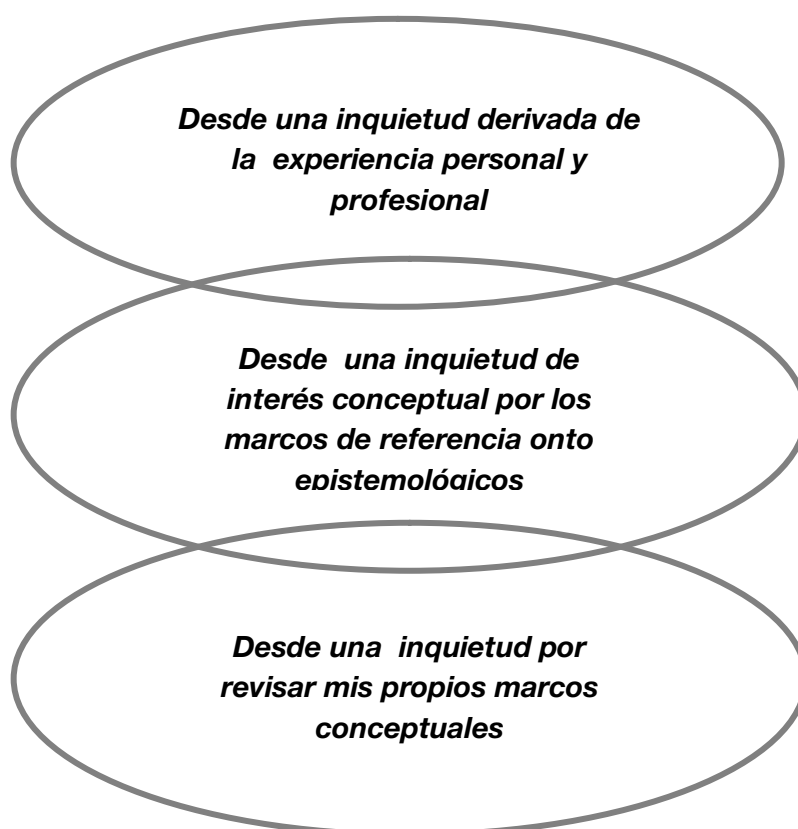 Desde una inquietud derivada de
la experiencia personal y
profesional
Desde una inquietud de
interés conceptual por los
marcos de referencia onto
epistemológicos
Desde una inquietud por
revisar mis propios marcos
conceptuales